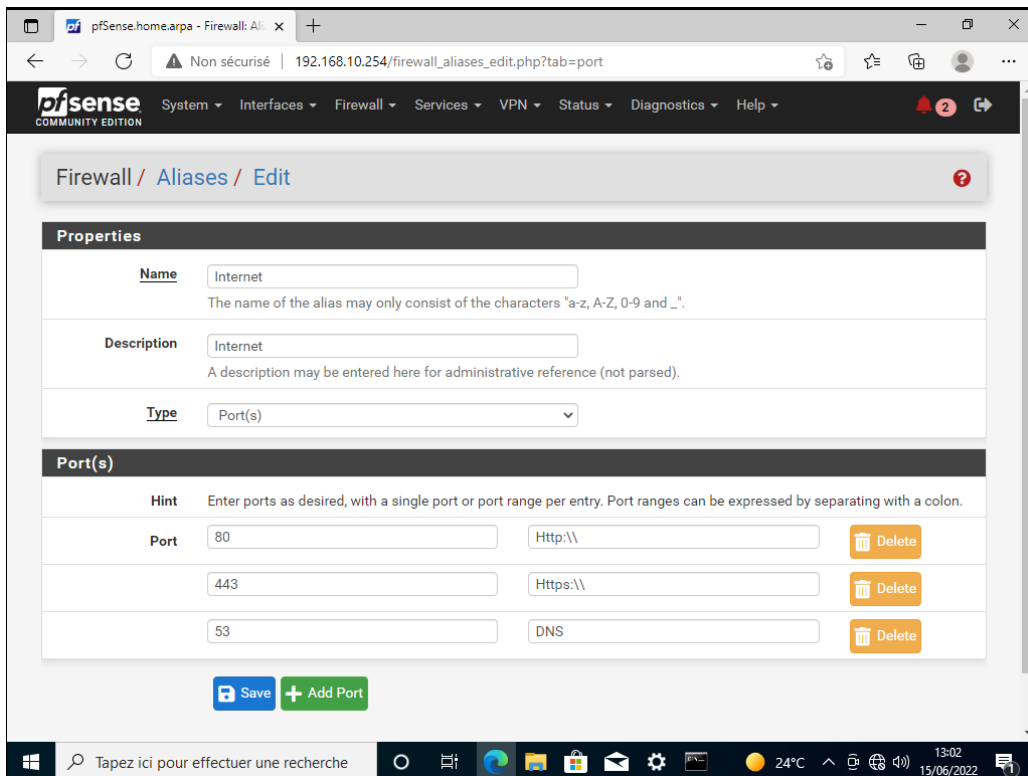 pfSense.home.arpa - Firewall: Ali
Non sécurisé | 192.168.10.254/firewall_aliases_edit.php?tab=port
pfsense
COMMUNITY EDITION
System Interfaces Firewall Services VPN Status Diagnostics Help 2
Firewall / Aliases / Edit
Properties
Name Internet
The name of the alias may only consist of the characters "a-z, A-Z, 0-9 and _".
Description Internet
A description may be entered here for administrative reference (not parsed).
Type Port(s)
Port(s)
Hint Enter ports as desired, with a single port or port range per entry. Port ranges can be expressed by separating with a colon.
Port 80 Http:\\ Delete
443 Https:\\ Delete
53 DNS Delete
Save + Add Port
Tapez ici pour effectuer une recherche 24°C 13:02
15/06/2022 1